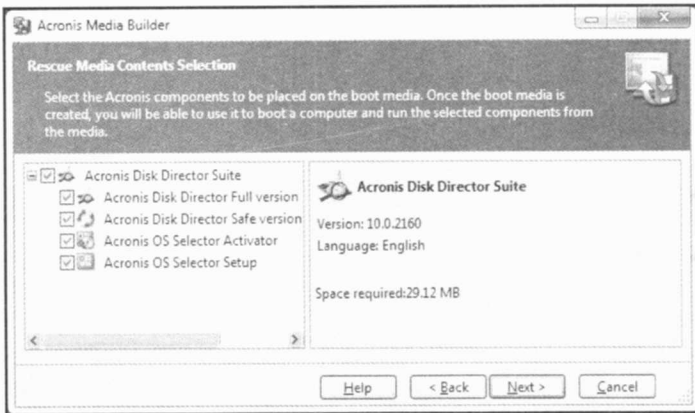 Acronis Media Builder
Rescue Media Contents Selection
Select the Acronis components to be placed on the boot media. Once the boot media is
created, you will be able to use it to boot a computer and run the selected components from
the media.
Acronis Disk Director Suite
Acronis Disk Director Full version
Acronis Disk Director Safe version
Acronis OS Selector Activator
Acronis OS Selector Setup
Acronis Disk Director Suite
Version: 10.0.2160
Language: English
Space required:29.12 MB
Help
< Back
Next >
Cancel